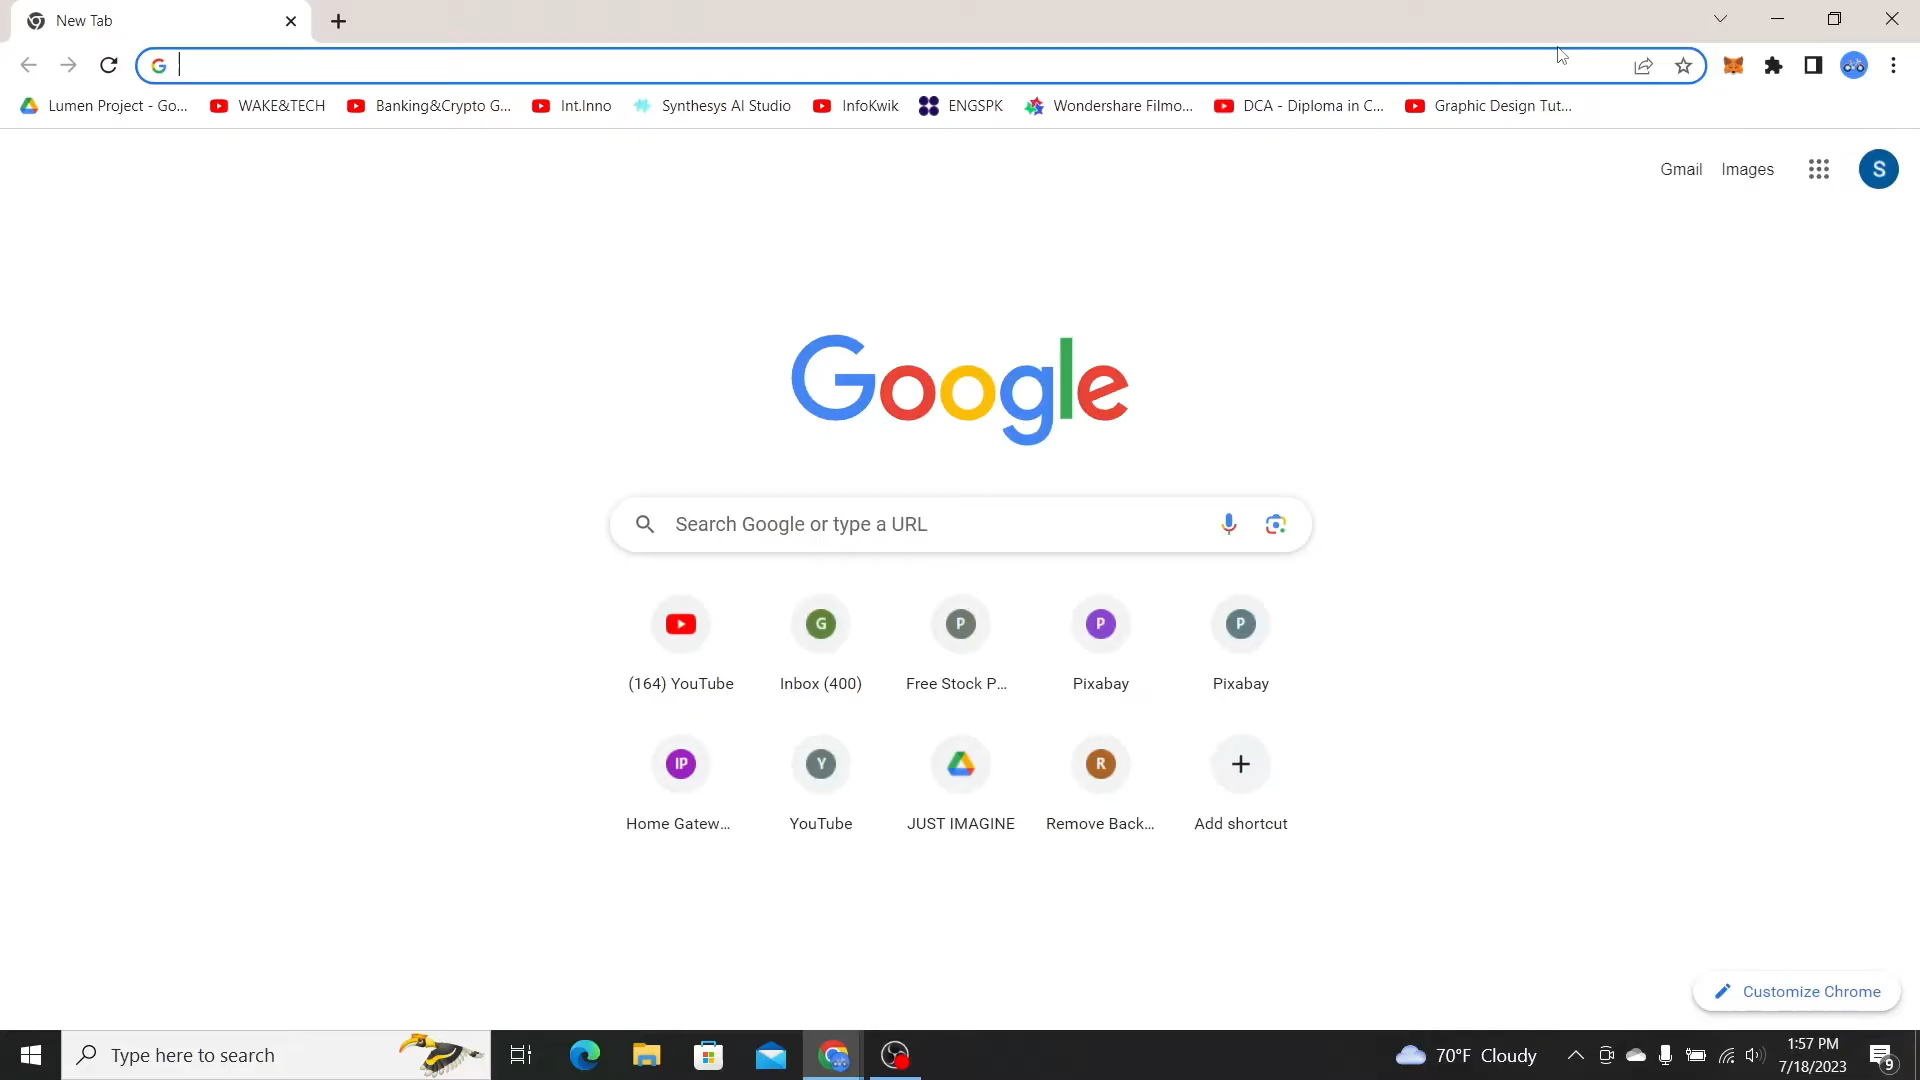 New Tab
Lumen Project - Go...
WAKE&TECH
Banking&Crypto G...
Int.Inno
Synthesys AI Studio
InfoKwik
ENGSPK
Wondershare Filmo...
DCA - Diploma in C...
Graphic Design Tut...
Gmail
Images
S
Google
Search Google or type a URL
G
P
P
P
(164) YouTube
Inbox (400)
Free Stock P...
Pixabay
Pixabay
IP
Y
R
Home Gatew...
YouTube
JUST IMAGINE
Remove Back...
Add shortcut
Customize Chrome
Type here to search
70°F Cloudy
1:57 PM
7/18/2023
9